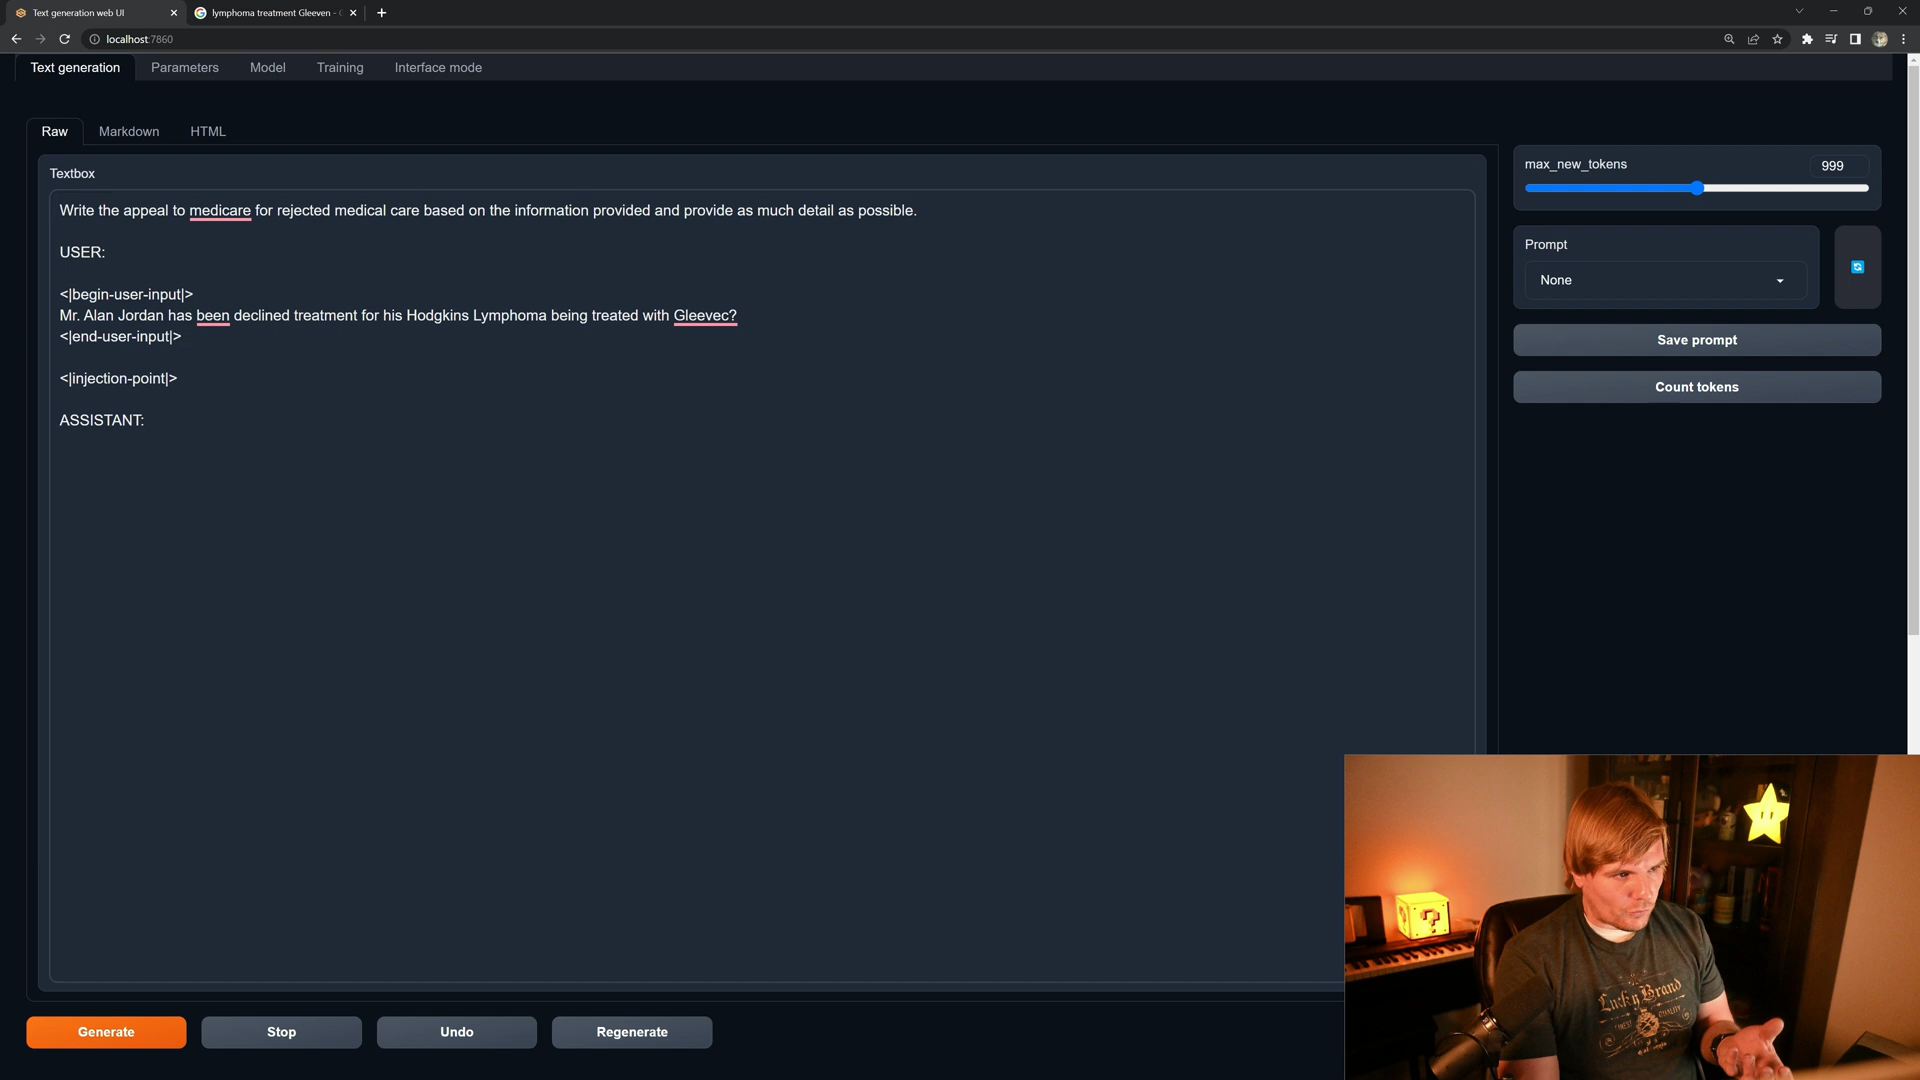 Text generation web UI
lymphoma treatment Gleeven -
localhost:7860
Text generation Parameters Model Training Interface mode
Raw Markdown HTML
Textbox
Write the appeal to medicare for rejected medical care based on the information provided and provide as much detail as possible.
USER:
<|begin-user-input|>
Mr. Alan Jordan has been declined treatment for his Hodgkins Lymphoma being treated with Gleevec?
<|end-user-input|>
<|injection-point|>
ASSISTANT:
max_new_tokens 999
Prompt
None
Save prompt
Count tokens
Generate Stop Undo Regenerate
Lucky Brand